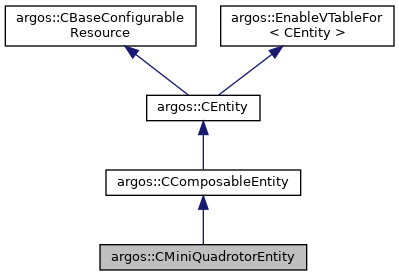 argos::CBaseConfigurable
Resource
argos::EnableVTableFor
< CEntity >
argos::CEntity
argos::CComposableEntity
argos::CMiniQuadrotorEntity